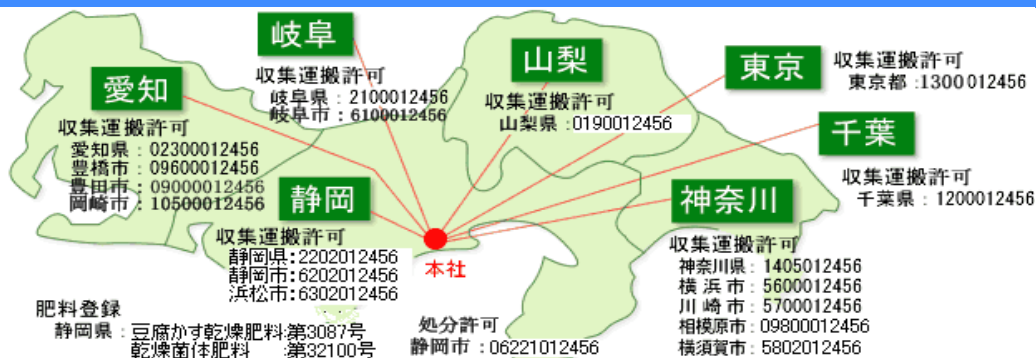 岐阜
収集運搬許可
岐阜県：2100012456
岐阜市：6100012456
山梨
収集運搬許可
山梨県：0190012456
東京
収集運搬許可
東京都：1300012456
愛知
収集運搬許可
愛知県：02300012456
豊橋市：09600012456
豊田市：09000012456
岡崎市：10500012456
千葉
収集運搬許可
千葉県：1200012456
静岡
収集運搬許可
静岡県：2202012456
静岡市：6202012456
浜松市：6302012456
本社
神奈川
収集運搬許可
神奈川県：1405012456
横浜市：5600012456
川崎市：5700012456
相模原市：09800012456
横須賀市：5802012456
肥料登録
静岡県：豆腐かす乾燥肥料：第3087号
乾燥菌体肥料：第32100号
処分許可
静岡市：06221012456